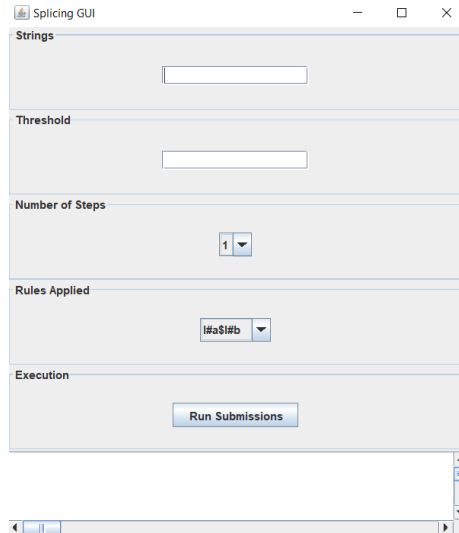 Splicing GUI
Strings
Threshold
Number of Steps
1
Rules Applied
l#a$l#b
Execution
Run Submissions